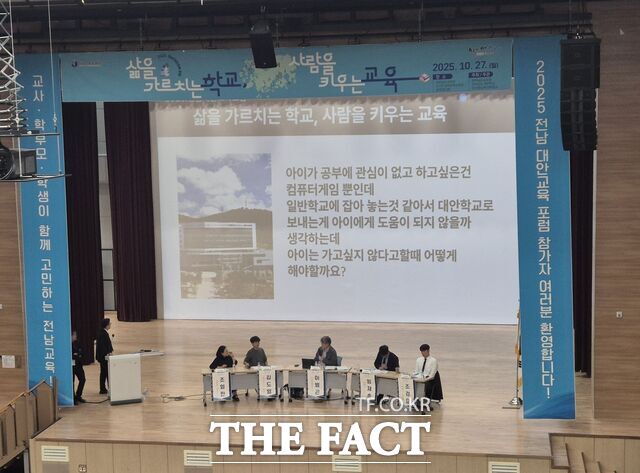 삶을
가르치는 학교,
사람을
키우는 교육
2025. 10. 27.(월)
삶을 가르치는 학교, 사람을 키우는 교육
아이가 공부에 관심이 없고 하고싶은건
컴퓨터게임 뿐인데
일반학교에 잡아 놓는것 같아서 대안학교로
보내는게 아이에게 도움이 되지 않을까
생각하는데
아이는 가고싶지 않다고할때 어떻게
해야할까요?
교사·학부모·학생이 함께 고민하는 전남교육,
2025 전남 대안교육 포럼 참가자 여러분 환영합니다!
TF.CO.KR
THE FACT